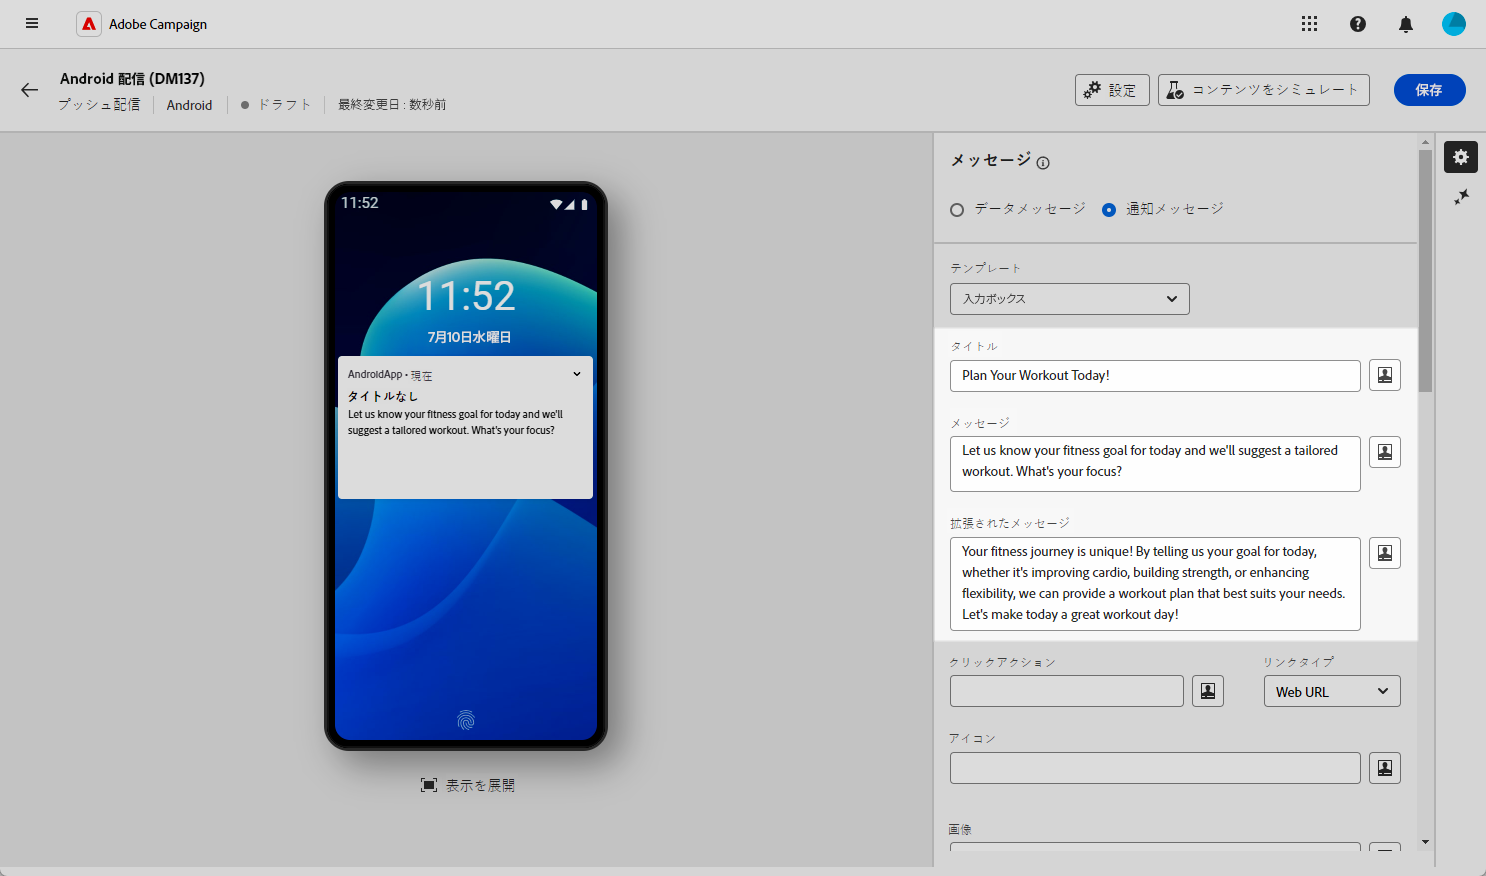 Adobe Campaign
Android 配信 (DM137)
プッシュ配信
Android
ドラフト
最終変更日 : 数秒前
設定
コンテンツをシミュレート
保存
11:52
11:52
7月10日水曜日
AndroidApp • 現在
タイトルなし
Let us know your fitness goal for today and we'll
suggest a tailored workout. What's your focus?
表示を展開
メッセージ
データメッセージ
通知メッセージ
テンプレート
入力ボックス
タイトル
Plan Your Workout Today!
メッセージ
Let us know your fitness goal for today and we'll suggest a tailored
workout. What's your focus?
拡張されたメッセージ
Your fitness journey is unique! By telling us your goal for today,
whether it's improving cardio, building strength, or enhancing
flexibility, we can provide a workout plan that best suits your needs.
Let's make today a great workout day!
クリックアクション
リンクタイプ
Web URL
アイコン
画像